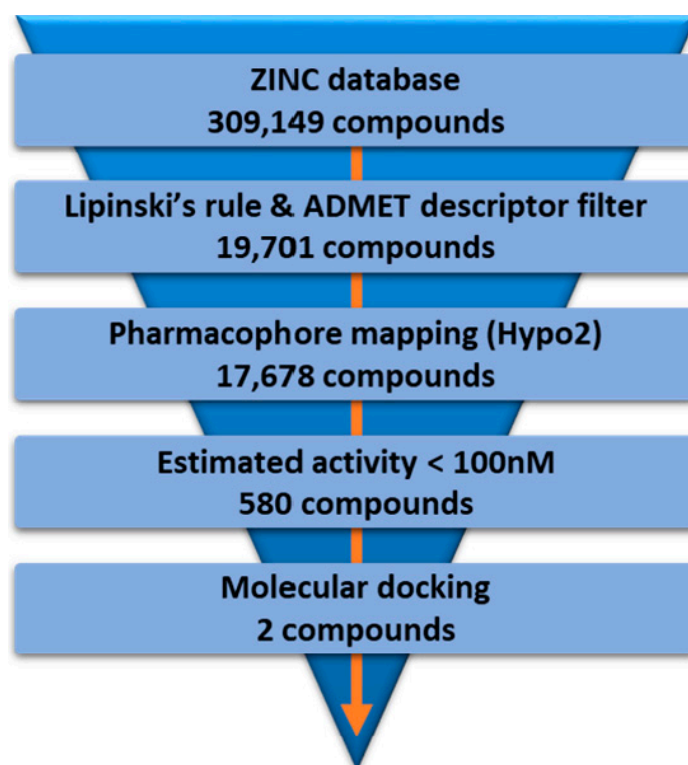 ZINC database
309,149 compounds
Lipinski's rule & ADMET descriptor filter
19,701 compounds
Pharmacophore mapping (Hypo2)
17,678 compounds
Estimated activity < 100nM
580 compounds
Molecular docking
2 compounds